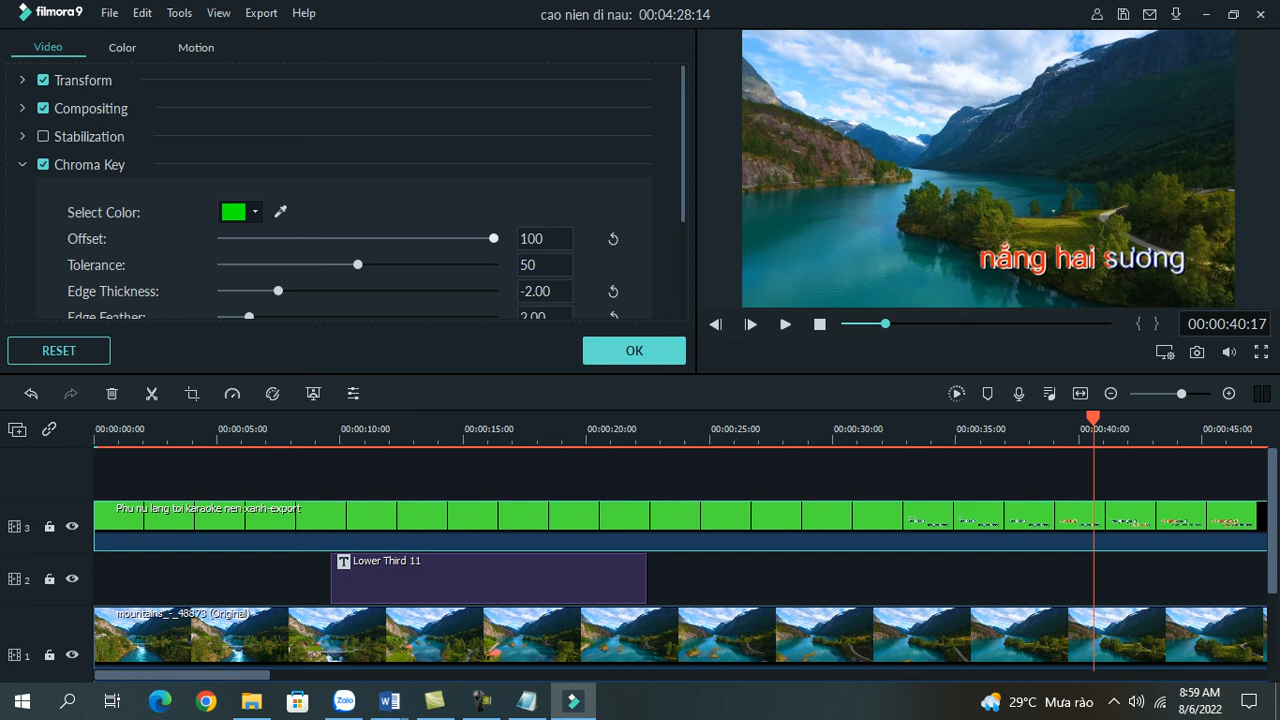 filmora9 File Edit Tools View Export Help
cao nien di nau: 00:04:28:14
Video Color Motion
Transform
Compositing
Stabilization
Chroma Key
Select Color:
Offset: 100
Tolerance: 50
Edge Thickness: -2.00
Edge Feather: 2.00
RESET OK
nắng hai sương
{ } 00:00:40:17
00:00:00:00 00:00:05:00 00:00:10:00 00:00:15:00 00:00:20:00 00:00:25:00 00:00:30:00 00:00:35:00 00:00:40:00 00:00:45:00
3
Phu nu lang toi karaoke nen xanh-export
2
T Lower Third 11
1
mountains_-_48873 (Original)
Zalo
W
29°C Mưa rào
8:59 AM
8/6/2022